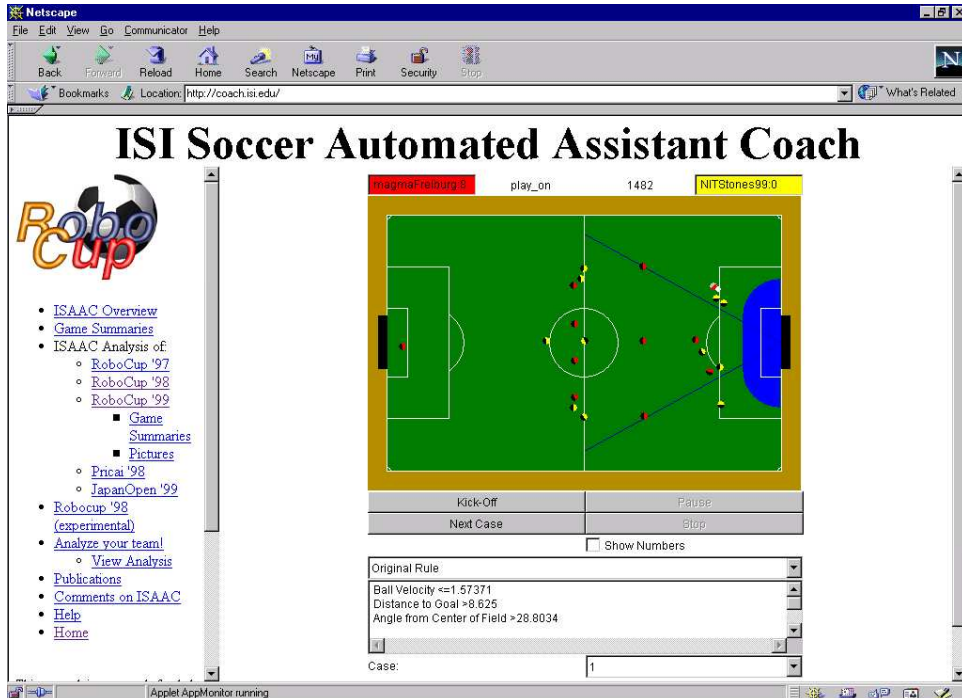 Netscape
File Edit View Go Communicator Help
Back Forward Reload Home Search Netscape Print Security Stop
My
N
Bookmarks Location: http://coach.isi.edu/ What's Related
ISI Soccer Automated Assistant Coach
magmaFreiburg:8 play_on 1482 NITStones99:0
RoboCup
ISAAC Overview
Game Summaries
ISAAC Analysis of:
RoboCup '97
RoboCup '98
RoboCup '99
Game
Summaries
Pictures
Pricai '98
JapanOpen '99
Robocup '98
(experimental)
Analyze your team!
View Analysis
Publications
Comments on ISAAC
Help
Home
Kick-Off Pause
Next Case Stop
Show Numbers
Original Rule
Ball Velocity <=1.57371
Distance to Goal >8.625
Angle from Center of Field >28.8034
Case: 1
Applet AppMonitor running